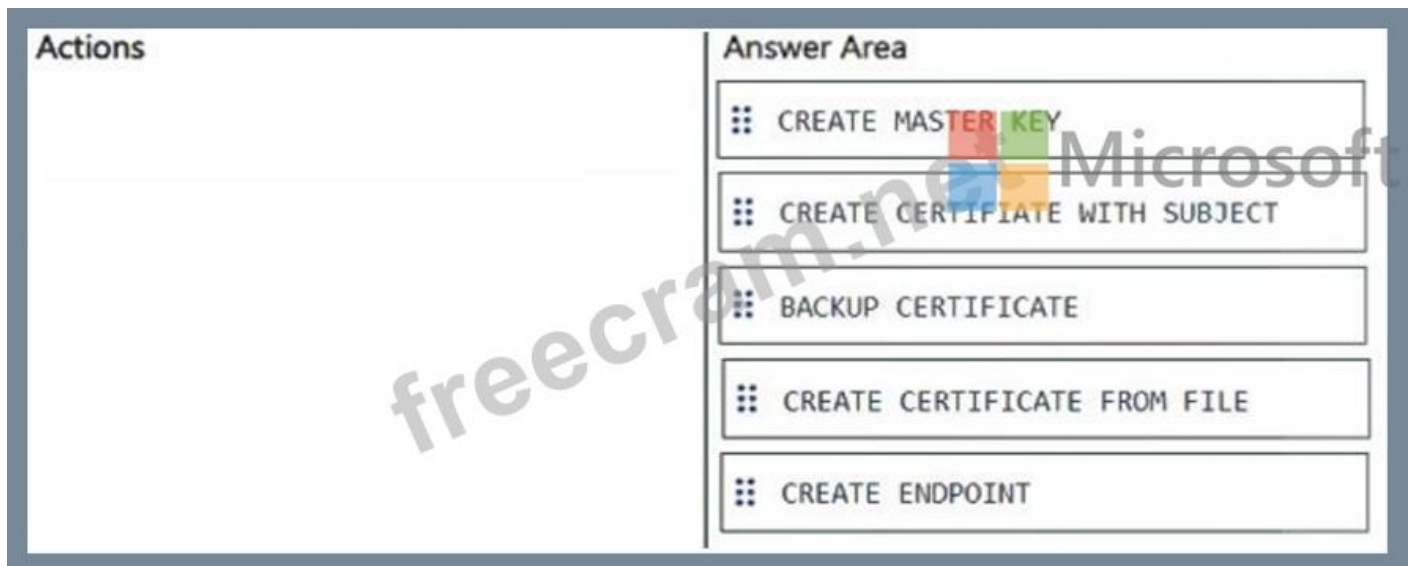 Actions
Answer Area
CREATE MASTER KEY
CREATE CERTIFIATE WITH SUBJECT
BACKUP CERTIFICATE
CREATE CERTIFICATE FROM FILE
CREATE ENDPOINT
Microsoft
freecram.net